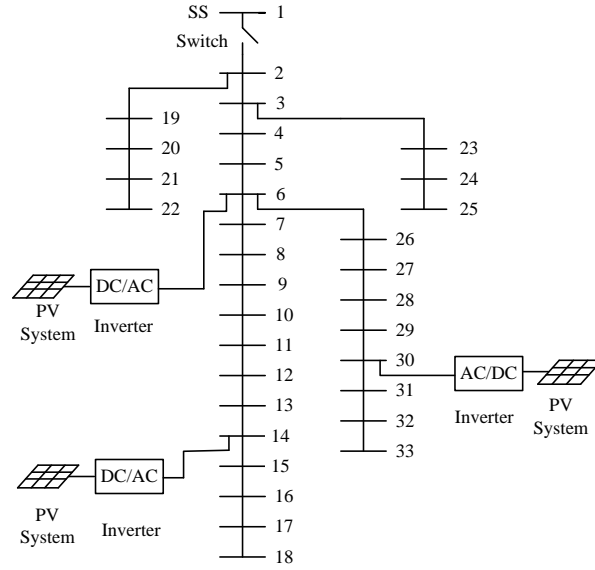 SS 1
Switch
2
3
19 4 23
20 5 24
21 6 25
22 7 26
8 27
DC/AC 9 28
PV System Inverter
10 29
11 30
AC/DC
12 31
Inverter PV System
13 32
14 33
15
DC/AC
16
PV System Inverter
17
18